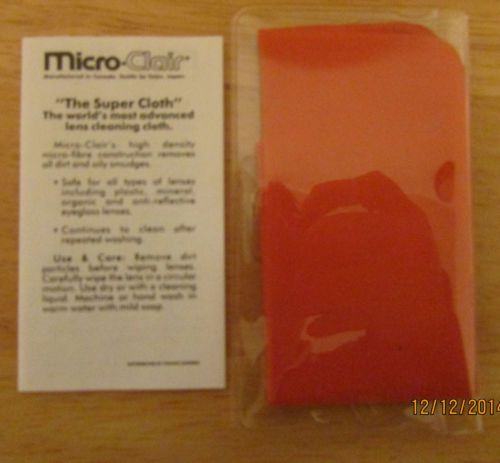 Micro-Clair
"The Super Cloth"
The world's most advanced
lens cleaning cloth.
Micro-Clair's high density
micro-fibre construction removes
all dirt and oily smudges.
• Safe for all types of lenses
including plastic, mineral,
organic and anti-reflective
eyeglass lenses.
• Continues to clean after
repeated washing.
Use & Care: Remove dirt
particles before wiping lenses.
Carefully wipe the lens in a circular
motion. Use dry or with a cleaning
liquid. Machine or hand wash in
warm water with mild soap.
12/12/2014